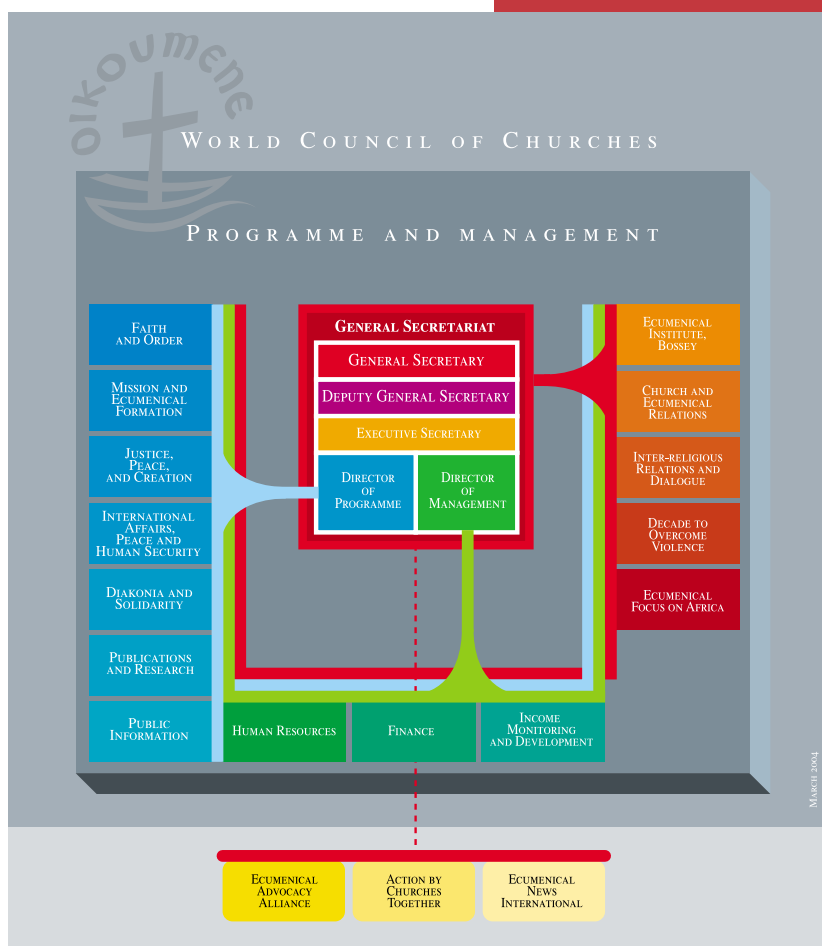 OIKOUMENE
WORLD COUNCIL OF CHURCHES
PROGRAMME AND MANAGEMENT
FAITH
AND ORDER
MISSION AND
ECUMENICAL
FORMATION
JUSTICE,
PEACE,
AND CREATION
INTERNATIONAL
AFFAIRS,
PEACE AND
HUMAN SECURITY
DIAKONIA AND
SOLIDARITY
PUBLICATIONS
AND RESEARCH
PUBLIC
INFORMATION
GENERAL SECRETARIAT
GENERAL SECRETARY
DEPUTY GENERAL SECRETARY
EXECUTIVE SECRETARY
DIRECTOR
OF
PROGRAMME
DIRECTOR
OF
MANAGEMENT
ECUMENICAL
INSTITUTE,
BOSSEY
CHURCH AND
ECUMENICAL
RELATIONS
INTER-RELIGIOUS
RELATIONS AND
DIALOGUE
DECADE TO
OVERCOME
VIOLENCE
ECUMENICAL
FOCUS ON AFRICA
HUMAN RESOURCES
FINANCE
INCOME
MONITORING
AND DEVELOPMENT
MARCH 2004
ECUMENICAL
ADVOCACY
ALLIANCE
ACTION BY
CHURCHES
TOGETHER
ECUMENICAL
NEWS
INTERNATIONAL